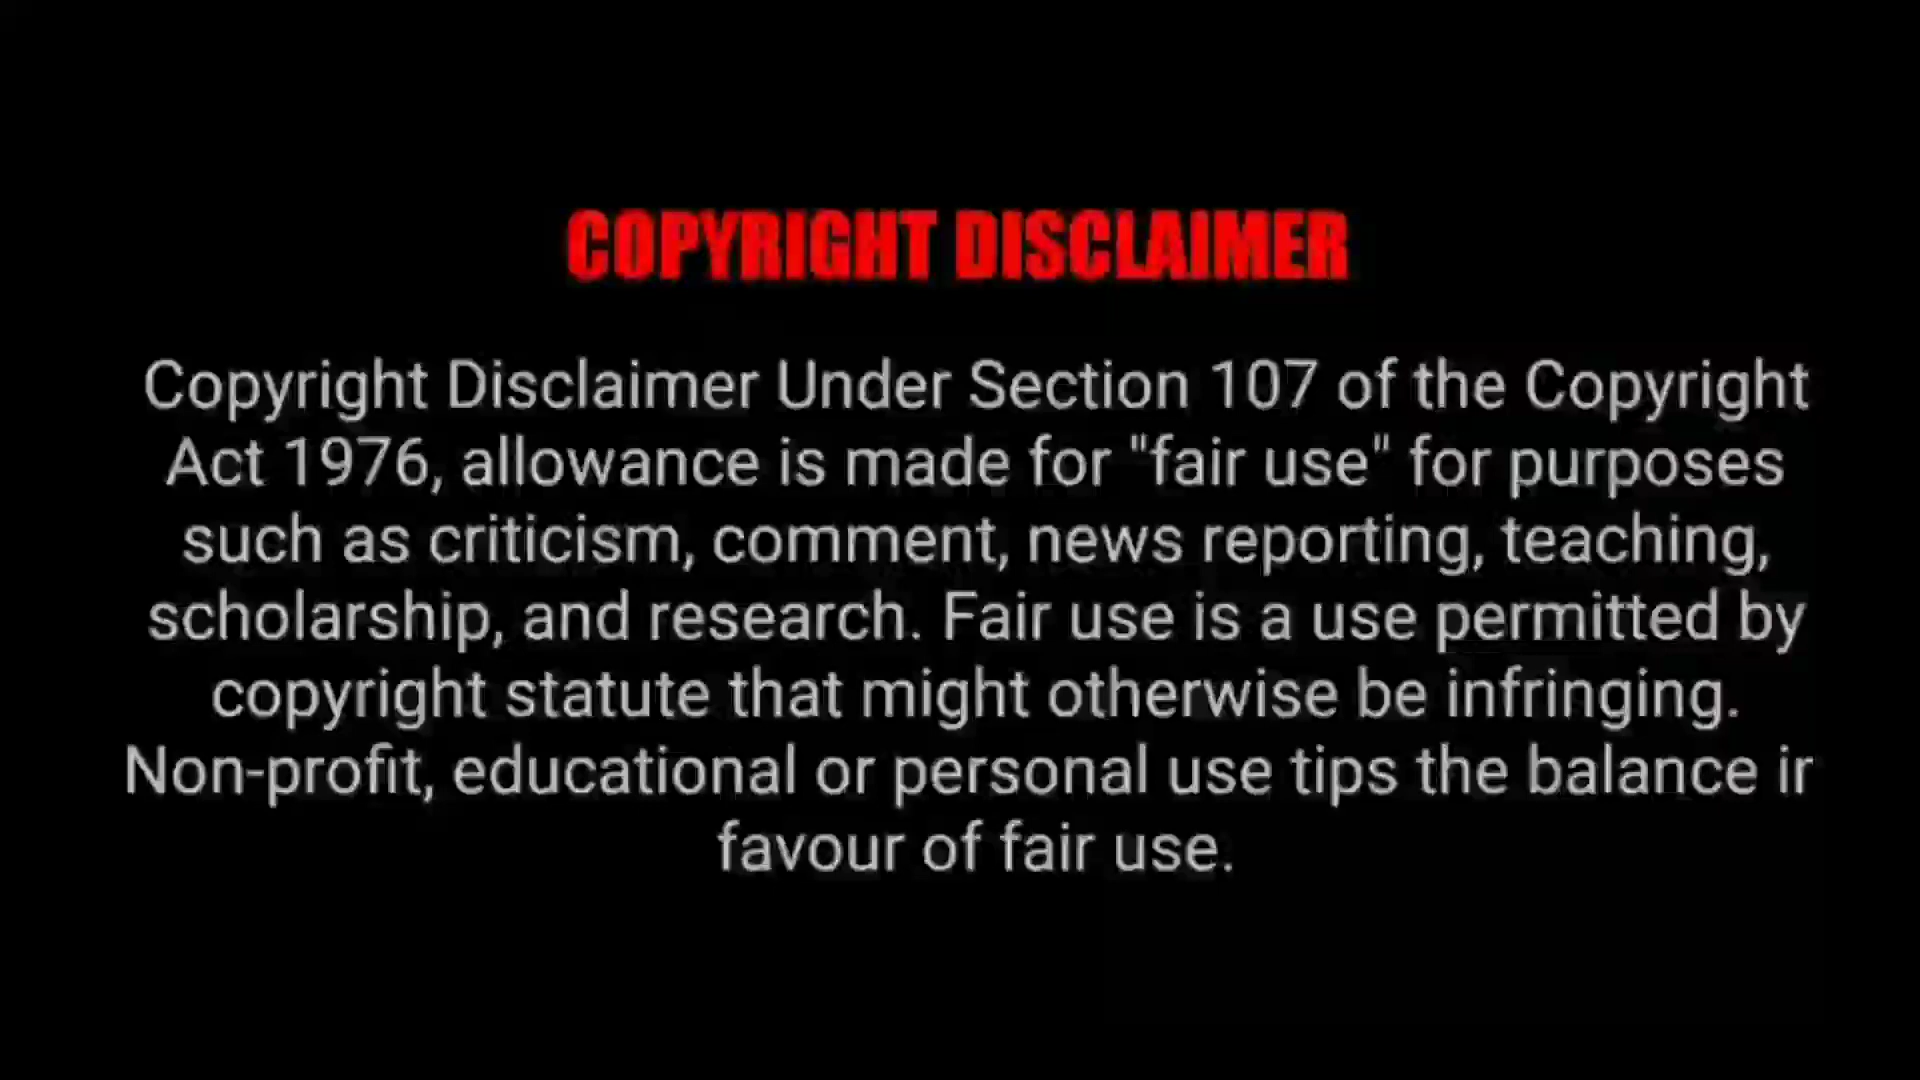 COPYRIGHT DISCLAIMER
Copyright Disclaimer Under Section 107 of the Copyright
Act 1976, allowance is made for "fair use" for purposes
such as criticism, comment, news reporting, teaching,
scholarship, and research. Fair use is a use permitted by
copyright statute that might otherwise be infringing.
Non-profit, educational or personal use tips the balance ir
favour of fair use.